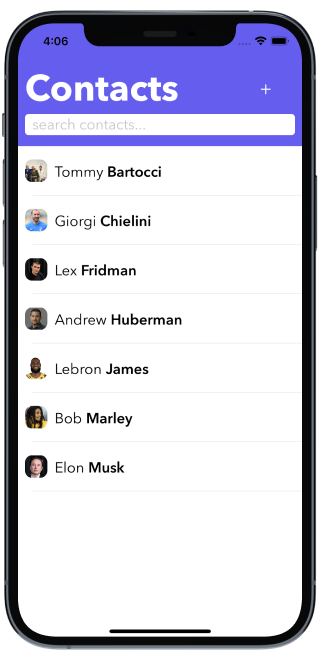 4:06
Contacts
+
search contacts...
Tommy Bartocci
Giorgi Chielini
Lex Fridman
Andrew Huberman
Lebron James
Bob Marley
Elon Musk